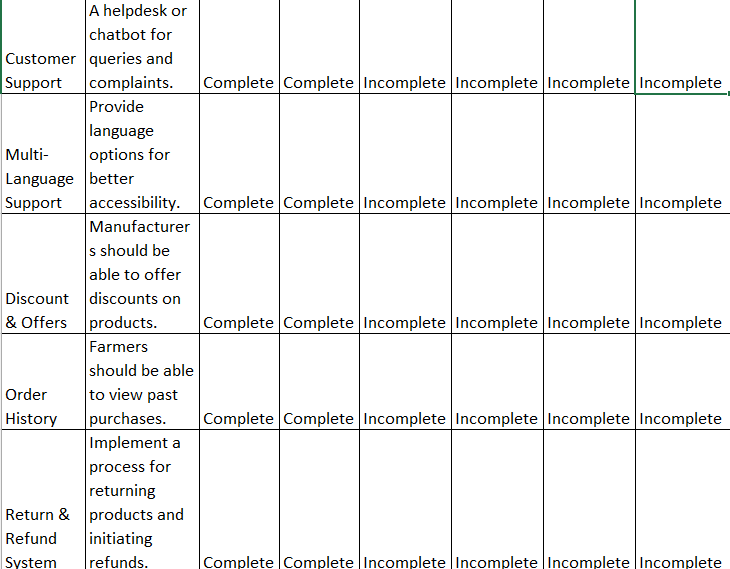 A helpdesk or
chatbot for
Customer queries and
Support complaints. Complete Complete Incomplete Incomplete Incomplete Incomplete
Provide
language
Multi- options for
Language better
Support accessibility. Complete Complete Incomplete Incomplete Incomplete Incomplete
Manufacturer
s should be
able to offer
Discount discounts on
& Offers products. Complete Complete Incomplete Incomplete Incomplete Incomplete
Farmers
should be able
Order to view past
History purchases. Complete Complete Incomplete Incomplete Incomplete Incomplete
Implement a
process for
returning
Return & products and
Refund initiating
System refunds. Complete Complete Incomplete Incomplete Incomplete Incomplete